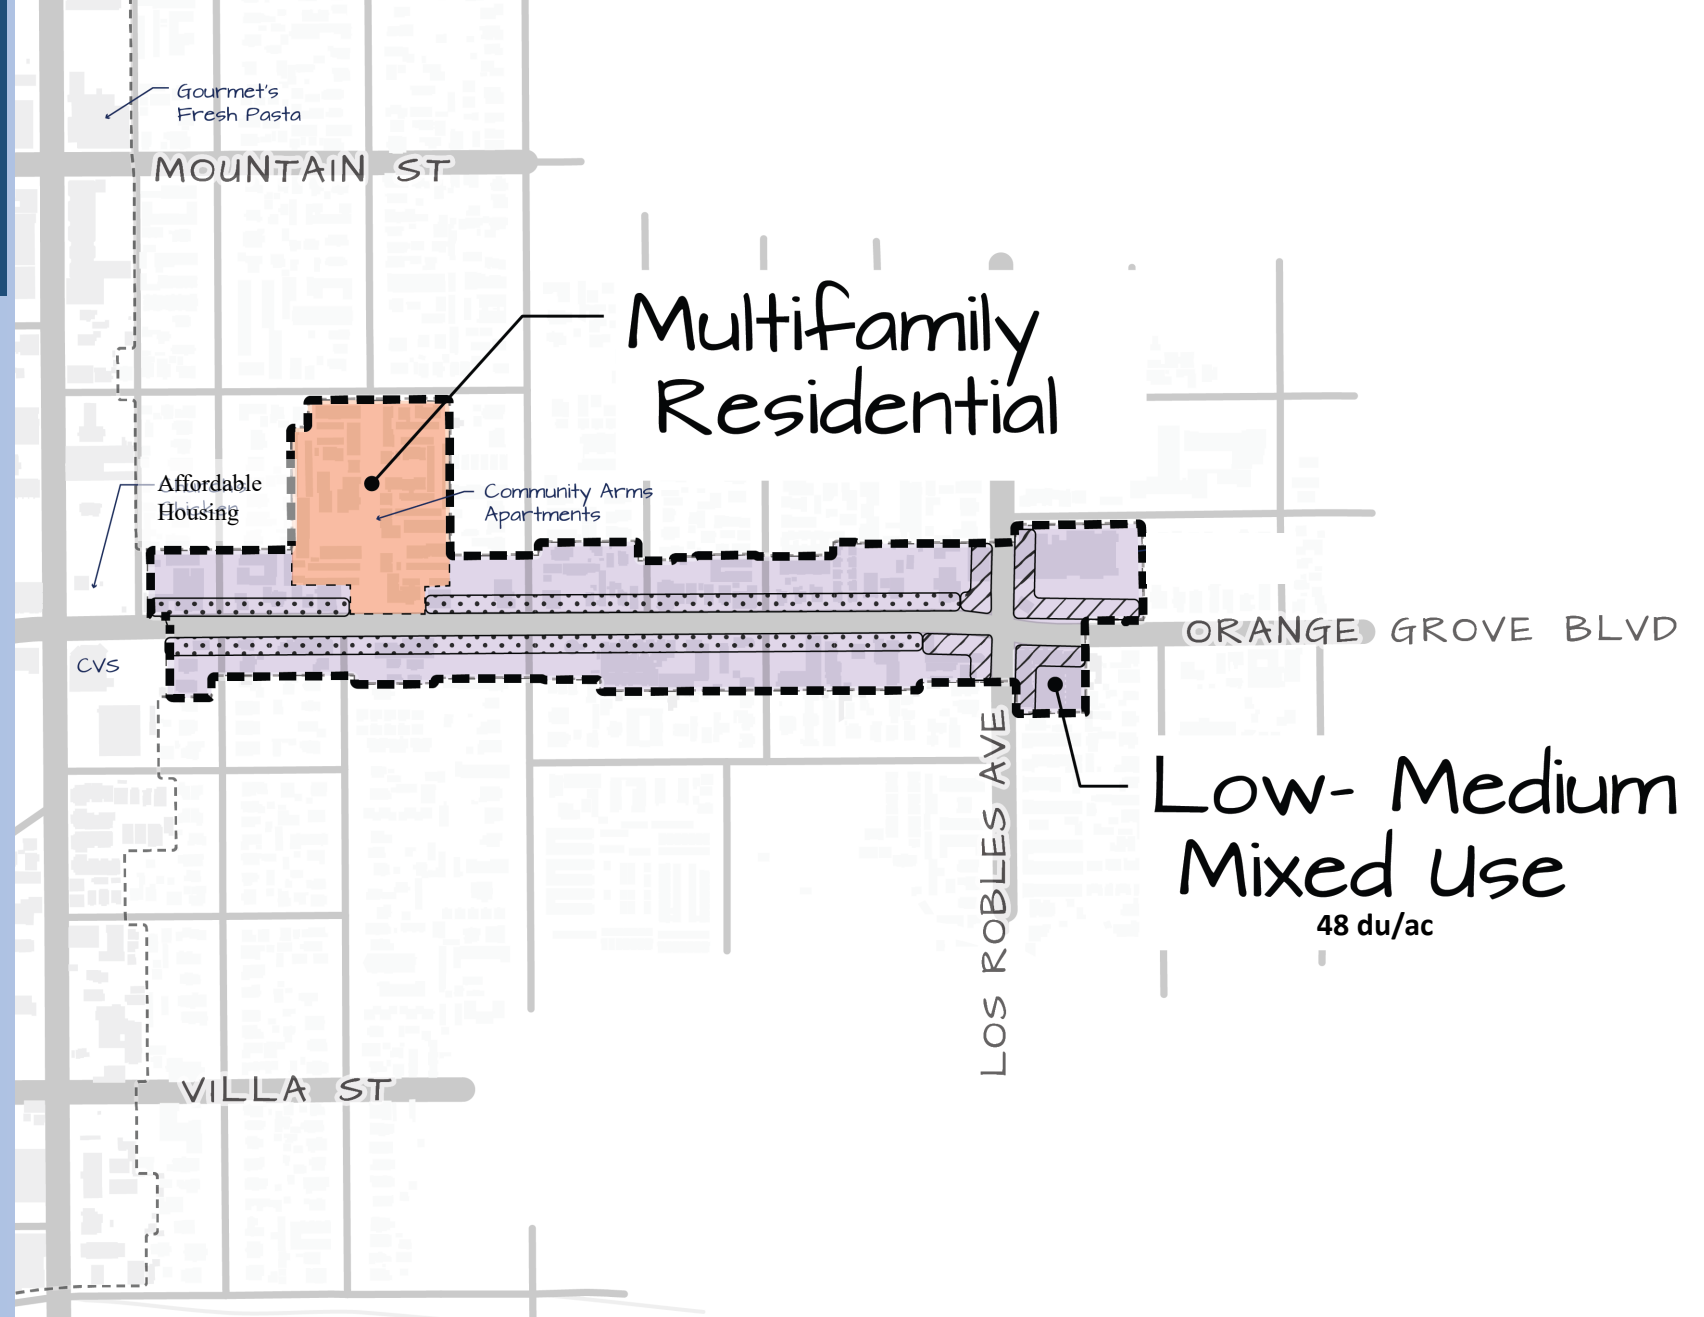 Gourmet's
Fresh Pasta
MOUNTAIN ST
Multifamily
Residential
Affordable
Housing
Community Arms
Apartments
ORANGE GROVE BLVD
CVS
LOS ROBLES AVE
Low- Medium
Mixed Use
48 du/ac
VILLA ST